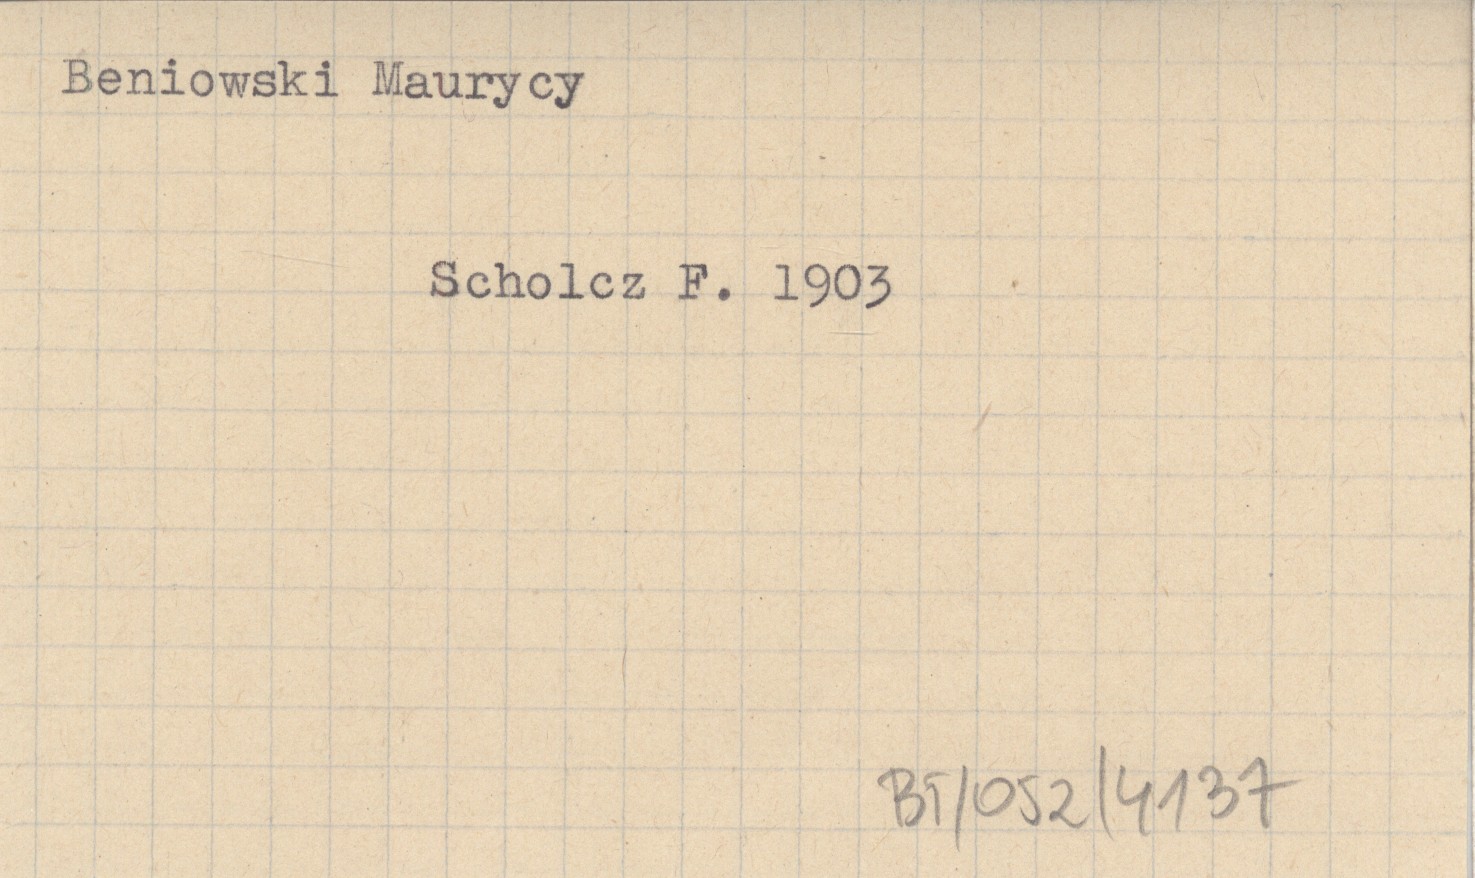 Beniowski Maurycy
Scholcz F. 1903
BT/052/4137